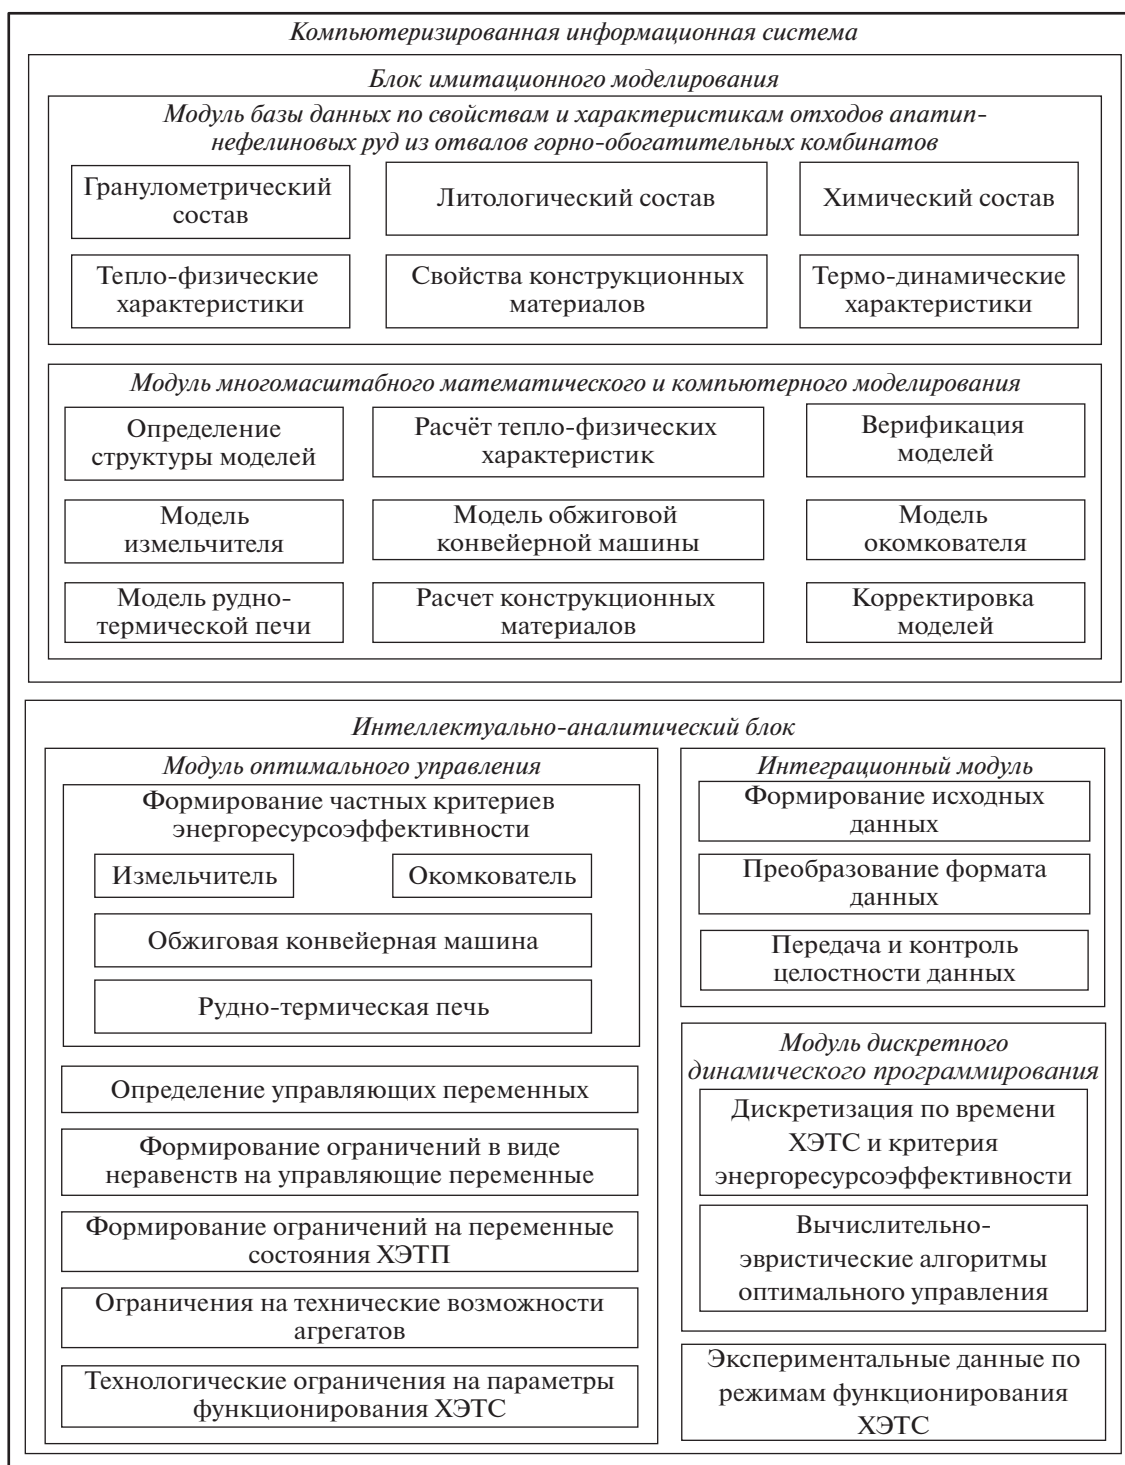 Компьютеризированная информационная система
Блок имитационного моделирования
Модуль базы данных по свойствам и характеристикам отходов апатип-
нефелиновых руд из отвалов горно-обогатительных комбинатов
Гранулометрический
состав
Литологический состав
Химический состав
Тепло-физические
характеристики
Свойства конструкционных
материалов
Термо-динамические
характеристики
Модуль многомасштабного математического и компьютерного моделирования
Определение
структуры моделей
Расчёт тепло-физических
характеристик
Верификация
моделей
Модель
измельчителя
Модель обжиговой
конвейерной машины
Модель
окомкователя
Модель рудно-
термической печи
Расчет конструкционных
материалов
Корректировка
моделей
Интеллектуально-аналитический блок
Модуль оптимального управления
Формирование частных критериев
энергоресурсоэффективности
Измельчитель
Окомкователь
Обжиговая конвейерная машина
Рудно-термическая печь
Определение управляющих переменных
Формирование ограничений в виде
неравенств на управляющие переменные
Формирование ограничений на переменные
состояния ХЭТП
Ограничения на технические возможности
агрегатов
Технологические ограничения на параметры
функционирования ХЭТС
Интеграционный модуль
Формирование исходных
данных
Преобразование формата
данных
Передача и контроль
целостности данных
Модуль дискретного
динамического программирования
Дискретизация по времени
ХЭТС и критерия
энергоресурсоэффективности
Вычислительно-
эвристические алгоритмы
оптимального управления
Экспериментальные данные по
режимам функционирования
ХЭТС